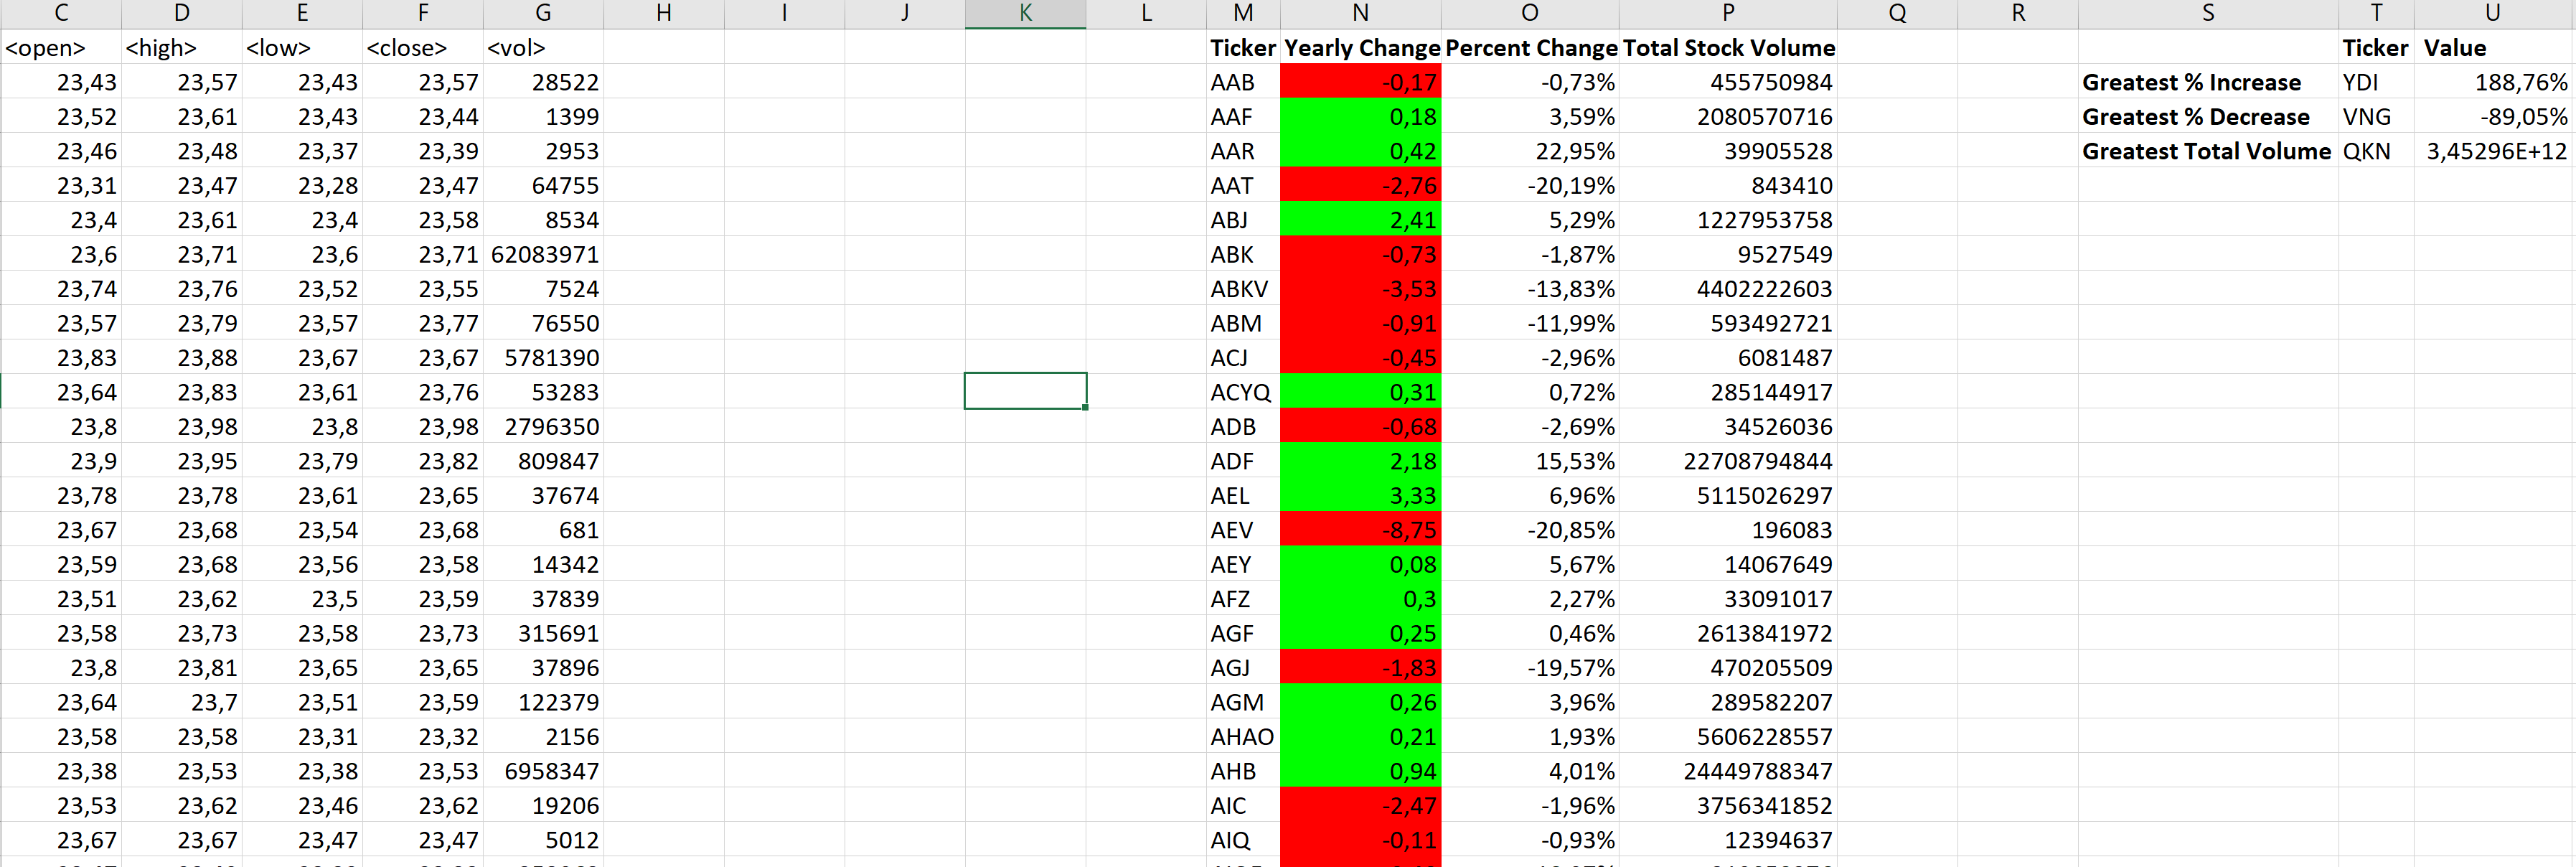 C D E F G H I J K L M N O P Q R S T U
<open> <high> <low> <close> <vol> Ticker Yearly Change Percent Change Total Stock Volume Ticker Value
23,43 23,57 23,43 23,57 28522 AAB -0,17 -0,73% 455750984 Greatest % Increase YDI 188,76%
23,52 23,61 23,43 23,44 1399 AAF 0,18 3,59% 2080570716 Greatest % Decrease VNG -89,05%
23,46 23,48 23,37 23,39 2953 AAR 0,42 22,95% 39905528 Greatest Total Volume QKN 3,45296E+12
23,31 23,47 23,28 23,47 64755 AAT -2,76 -20,19% 843410
23,4 23,61 23,4 23,58 8534 ABJ 2,41 5,29% 1227953758
23,6 23,71 23,6 23,71 62083971 ABK -0,73 -1,87% 9527549
23,74 23,76 23,52 23,55 7524 ABKV -3,53 -13,83% 4402222603
23,57 23,79 23,57 23,77 76550 ABM -0,91 -11,99% 593492721
23,83 23,88 23,67 23,67 5781390 ACJ -0,45 -2,96% 6081487
23,64 23,83 23,61 23,76 53283 ACYQ 0,31 0,72% 285144917
23,8 23,98 23,8 23,98 2796350 ADB -0,68 -2,69% 34526036
23,9 23,95 23,79 23,82 809847 ADF 2,18 15,53% 22708794844
23,78 23,78 23,61 23,65 37674 AEL 3,33 6,96% 5115026297
23,67 23,68 23,54 23,68 681 AEV -8,75 -20,85% 196083
23,59 23,68 23,56 23,58 14342 AEY 0,08 5,67% 14067649
23,51 23,62 23,5 23,59 37839 AFZ 0,3 2,27% 33091017
23,58 23,73 23,58 23,73 315691 AGF 0,25 0,46% 2613841972
23,8 23,81 23,65 23,65 37896 AGJ -1,83 -19,57% 470205509
23,64 23,7 23,51 23,59 122379 AGM 0,26 3,96% 289582207
23,58 23,58 23,31 23,32 2156 AHAO 0,21 1,93% 5606228557
23,38 23,53 23,38 23,53 6958347 AHB 0,94 4,01% 24449788347
23,53 23,62 23,46 23,62 19206 AIC -2,47 -1,96% 3756341852
23,67 23,67 23,47 23,47 5012 AIQ -0,11 -0,93% 12394637